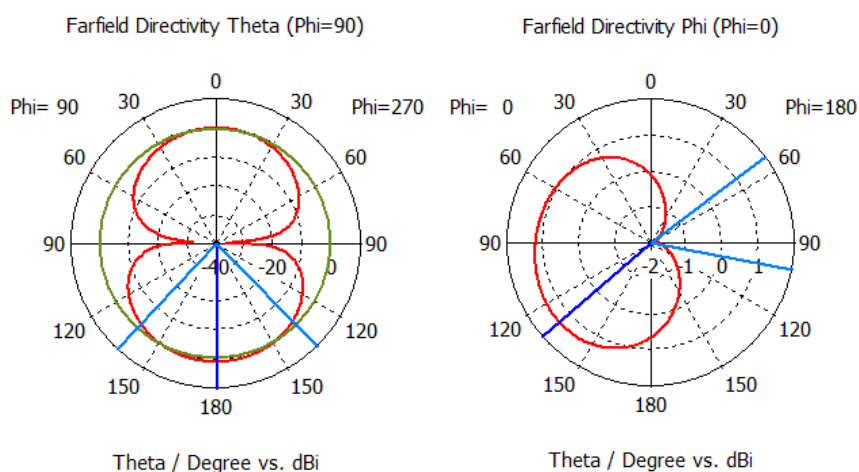 Farfield Directivity Theta (Phi=90)
0
Phi= 90 30 30 Phi=270
60 60
90 -40 -20 0 90
120 120
150 150
180
Theta / Degree vs. dBi
Farfield Directivity Phi (Phi=0)
0
Phi= 0 30 30 Phi=180
60 60
90 -2 -1 0 1 90
120 120
150 150
180
Theta / Degree vs. dBi